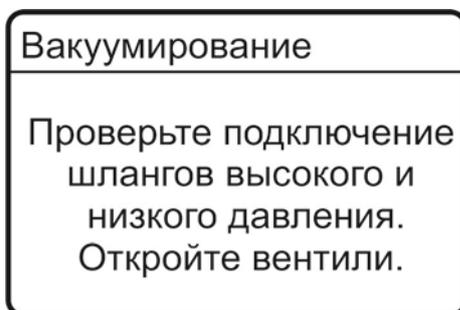 Вакуумирование
Проверьте подключение
шлангов высокого и
низкого давления.
Откройте вентили.